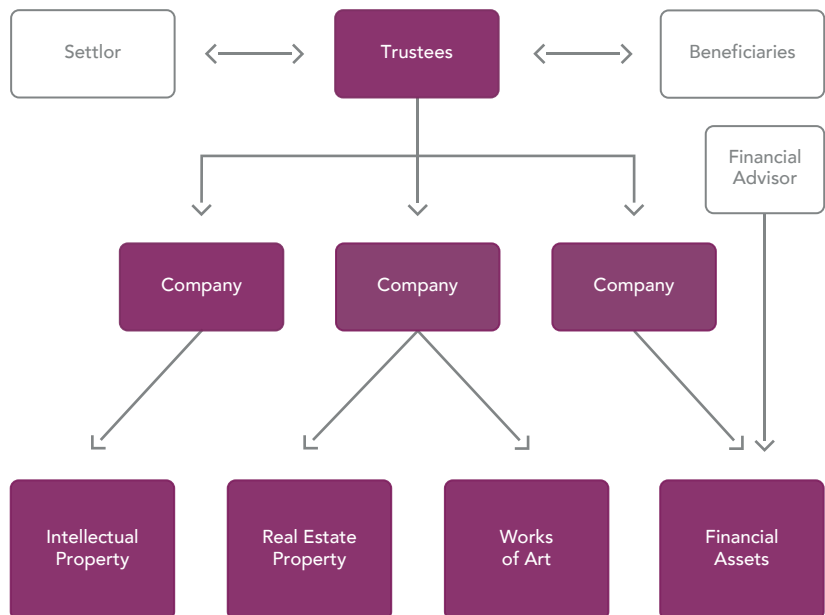 Settlor
Trustees
Beneficiaries
Financial
Advisor
Company
Company
Company
Intellectual
Property
Real Estate
Property
Works
of Art
Financial
Assets